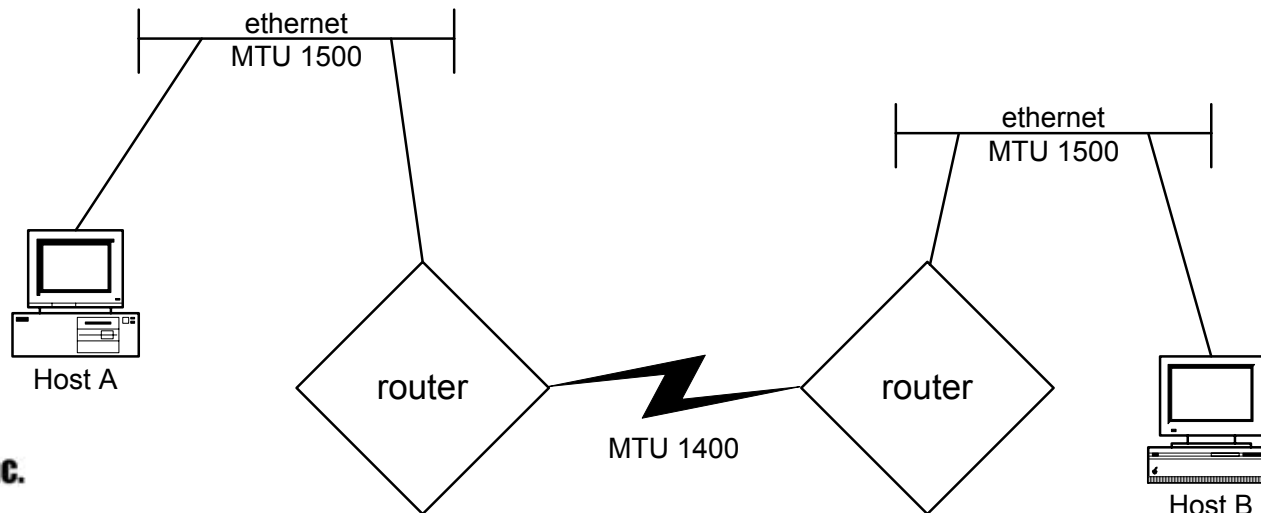 ethernet
MTU 1500
ethernet
MTU 1500
Host A
router
router
MTU 1400
Host B